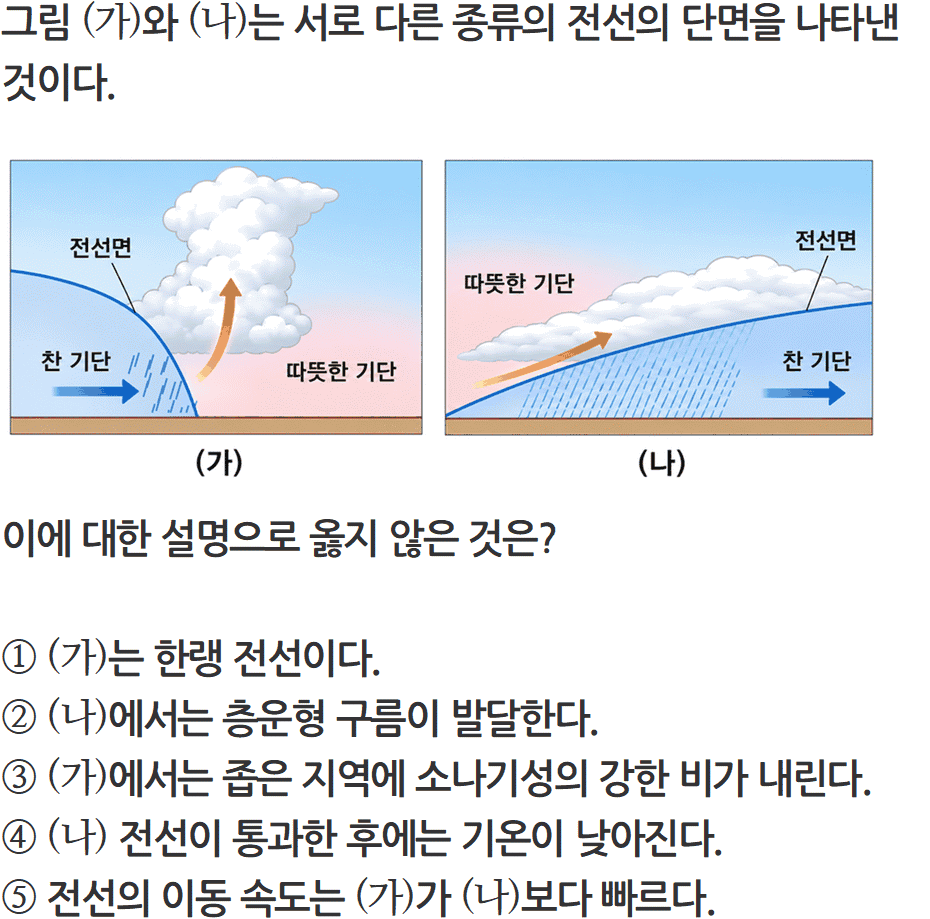 그림 (가)와 (나)는 서로 다른 종류의 전선의 단면을 나타낸
것이다.
전선면
찬 기단
따뜻한 기단
(가)
전선면
따뜻한 기단
찬 기단
(나)
이에 대한 설명으로 옳지 않은 것은?
① (가)는 한랭 전선이다.
② (나)에서는 층운형 구름이 발달한다.
③ (가)에서는 좁은 지역에 소나기성의 강한 비가 내린다.
④ (나) 전선이 통과한 후에는 기온이 낮아진다.
⑤ 전선의 이동 속도는 (가)가 (나)보다 빠르다.